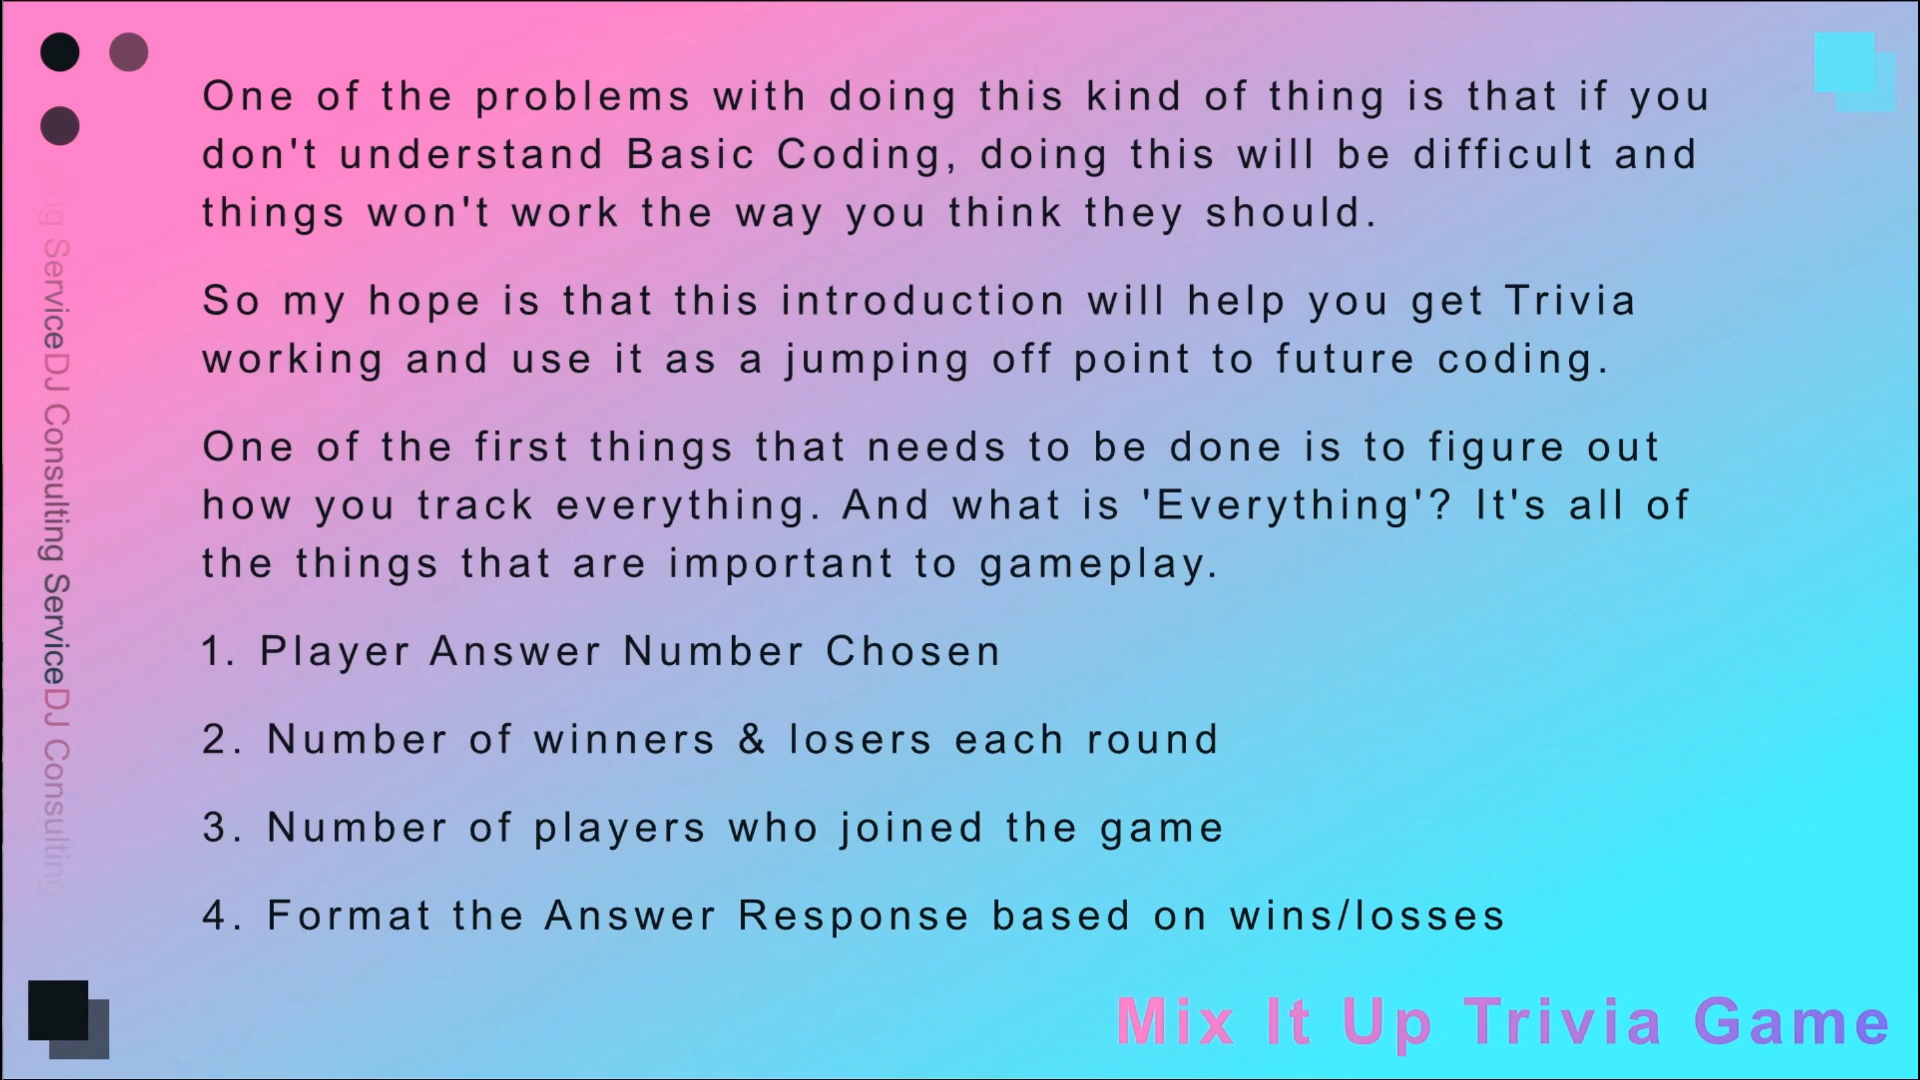 One of the problems with doing this kind of thing is that if you
don't understand Basic Coding, doing this will be difficult and
things won't work the way you think they should.
So my hope is that this introduction will help you get Trivia
working and use it as a jumping off point to future coding.
One of the first things that needs to be done is to figure out
how you track everything. And what is 'Everything'? It's all of
the things that are important to gameplay.
1. Player Answer Number Chosen
2. Number of winners & losers each round
3. Number of players who joined the game
4. Format the Answer Response based on wins/losses
ng ServiceDJ Consulting ServiceDJ Consulting
Mix It Up Trivia Game